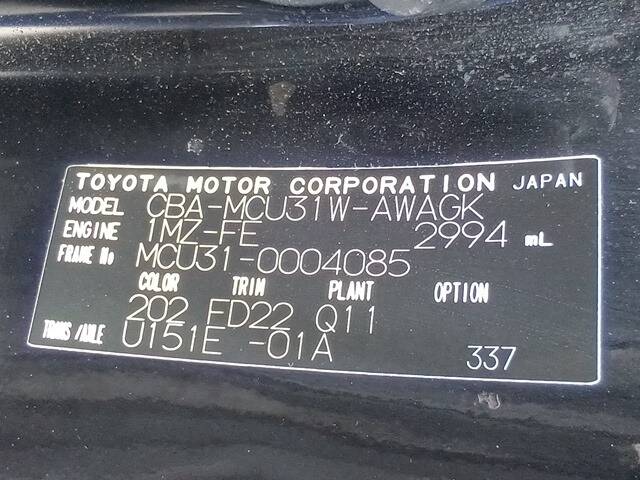 TOYOTA MOTOR CORPORATION JAPAN
MODEL CBA-MCU31W-AWAGK
ENGINE 1MZ-FE 2994 mL
FRAME No MCU31-0004085
COLOR TRIM PLANT OPTION
202 FD22 Q11
TRANS/AXLE U151E -01A 337